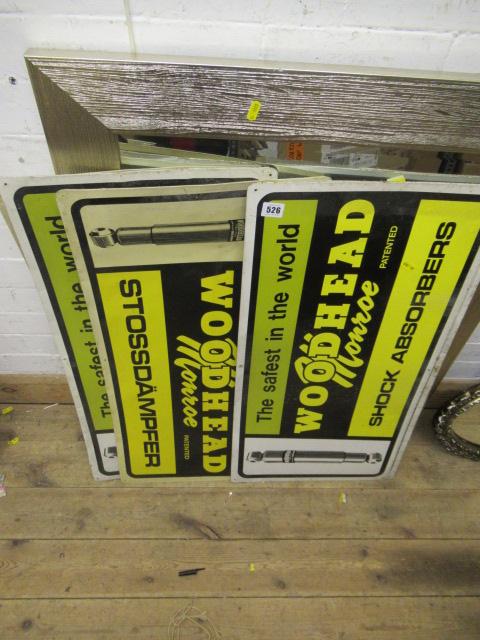 The safest in the world
STOSSDÄMPFER
WOODHEAD
Monroe
PATENTED
526
The safest in the world
WOODHEAD
Monroe
PATENTED
SHOCK ABSORBERS